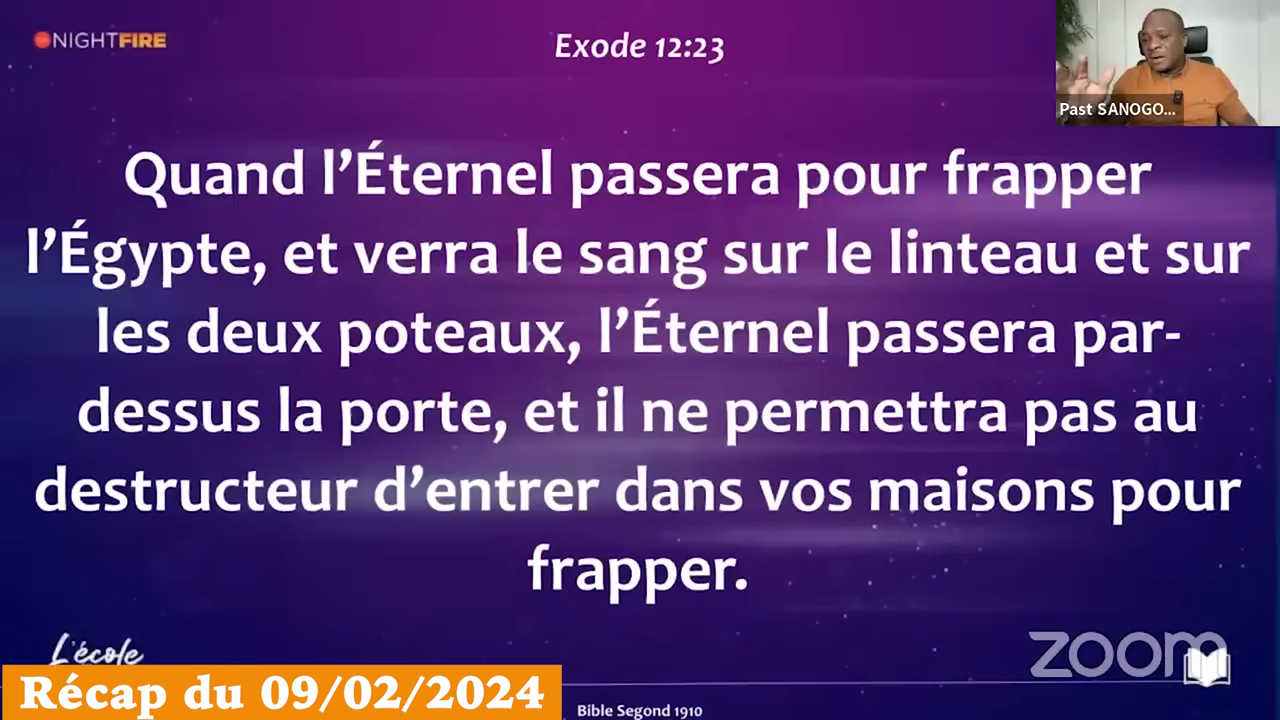 NIGHTFIRE
Exode 12:23
Past SANOGO...
Quand l’Éternel passera pour frapper
l’Égypte, et verra le sang sur le linteau et sur
les deux poteaux, l’Éternel passera par-
dessus la porte, et il ne permettra pas au
destructeur d’entrer dans vos maisons pour
frapper.
L'école
zoom
Récap du 09/02/2024
Bible Segond 1910